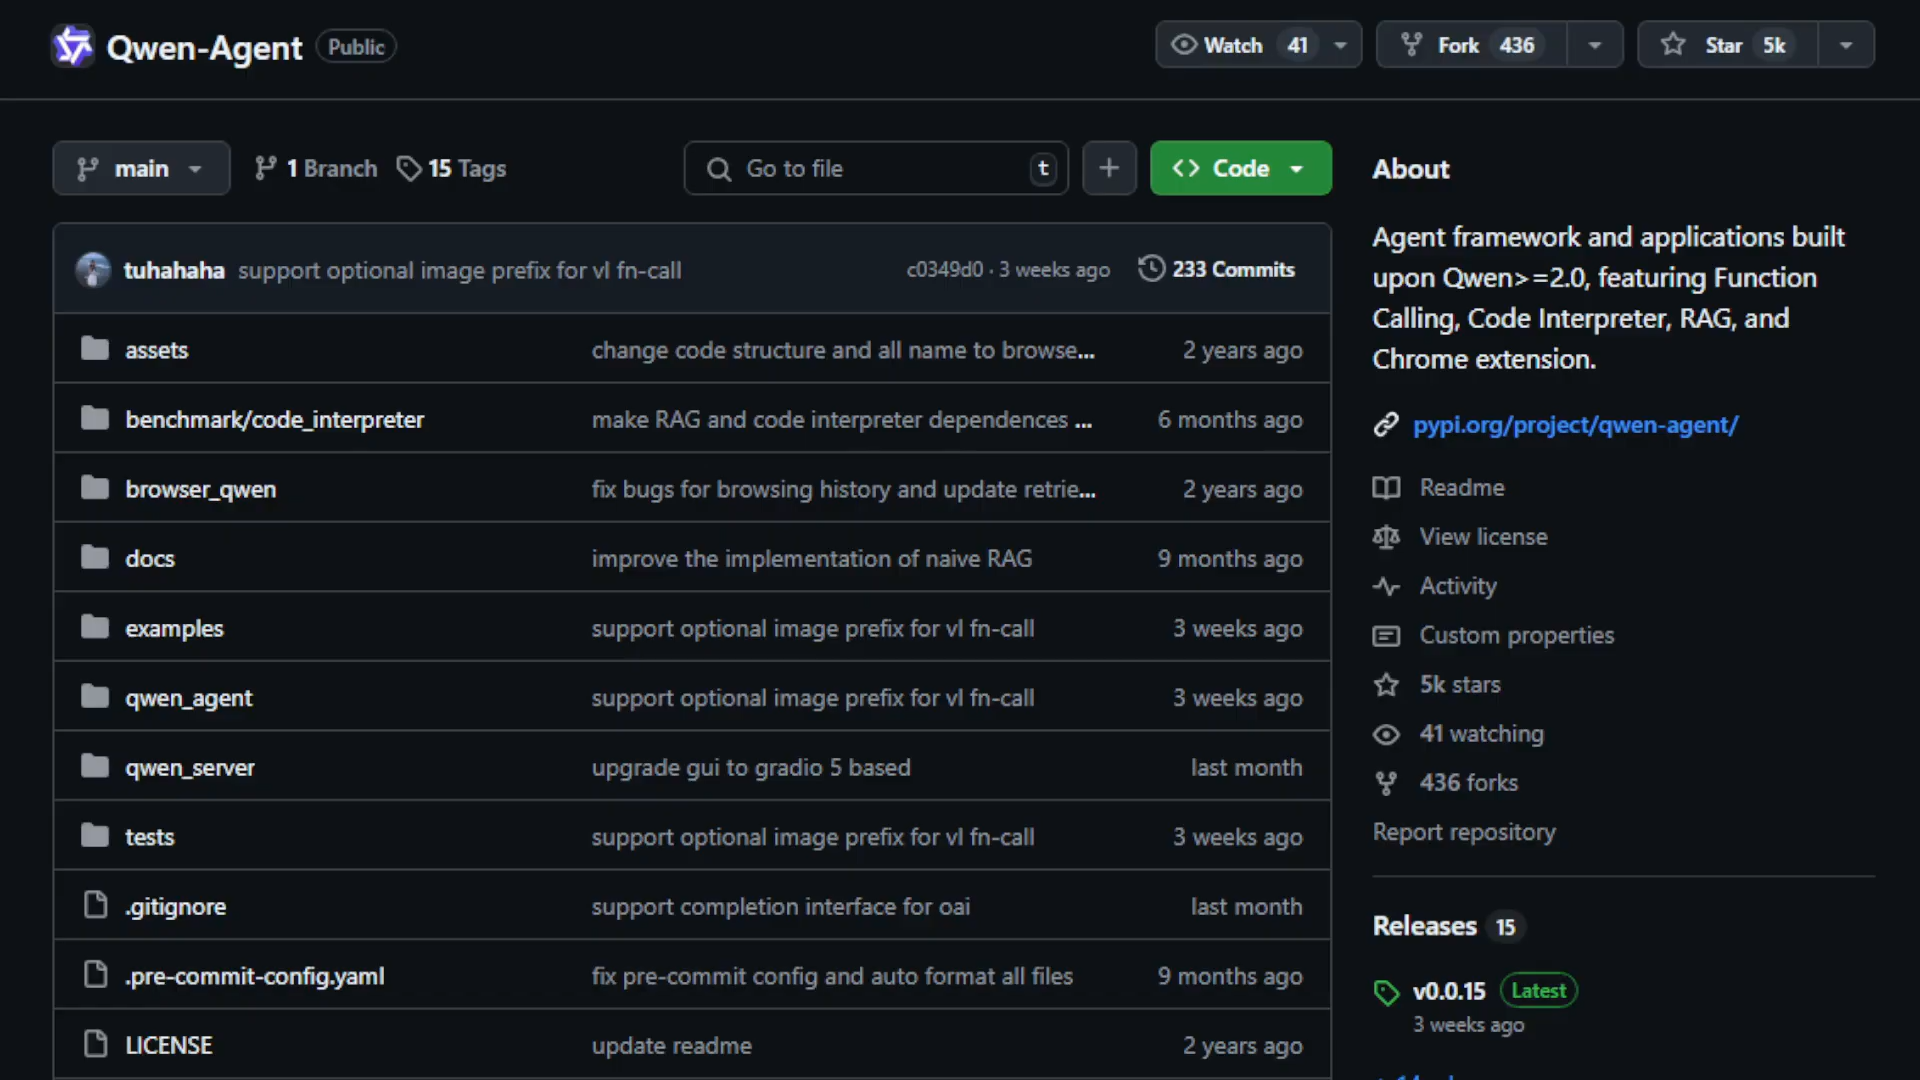 Qwen-Agent Public Watch 41 Fork 436 Star 5k
main 1 Branch 15 Tags Go to file t + Code
tuhahaha support optional image prefix for vl fn-call c0349d0 · 3 weeks ago 233 Commits
assets change code structure and all name to browse... 2 years ago
benchmark/code_interpreter make RAG and code interpreter dependences ... 6 months ago
browser_qwen fix bugs for browsing history and update retrie... 2 years ago
docs improve the implementation of naive RAG 9 months ago
examples support optional image prefix for vl fn-call 3 weeks ago
qwen_agent support optional image prefix for vl fn-call 3 weeks ago
qwen_server upgrade gui to gradio 5 based last month
tests support optional image prefix for vl fn-call 3 weeks ago
.gitignore support completion interface for oai last month
.pre-commit-config.yaml fix pre-commit config and auto format all files 9 months ago
LICENSE update readme 2 years ago
About
Agent framework and applications built
upon Qwen>=2.0, featuring Function
Calling, Code Interpreter, RAG, and
Chrome extension.
pypi.org/project/qwen-agent/
Readme
View license
Activity
Custom properties
5k stars
41 watching
436 forks
Report repository
Releases 15
v0.0.15 Latest
3 weeks ago